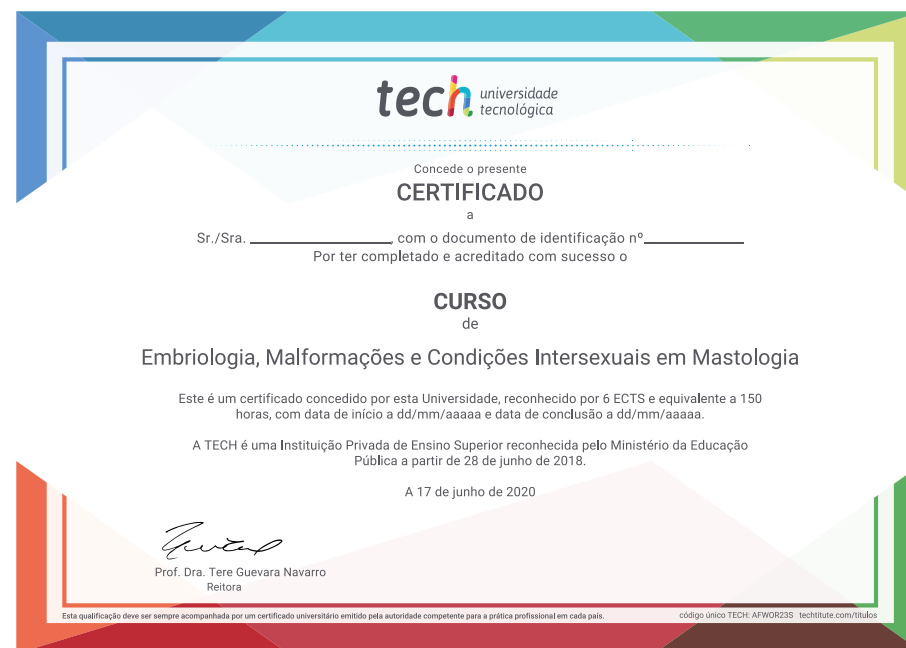 tech universidade
tecnológica
Concede o presente
CERTIFICADO
a
Sr./Sra. ____________________, com o documento de identificação nº______________
Por ter completado e acreditado com sucesso o
CURSO
de
Embriologia, Malformações e Condições Intersexuais em Mastologia
Este é um certificado concedido por esta Universidade, reconhecido por 6 ECTS e equivalente a 150
horas, com data de início a dd/mm/aaaaa e data de conclusão a dd/mm/aaaaa.
A TECH é uma Instituição Privada de Ensino Superior reconhecida pelo Ministério da Educação
Pública a partir de 28 de junho de 2018.
A 17 de junho de 2020
Prof. Dra. Tere Guevara Navarro
Reitora
Esta qualificação deve ser sempre acompanhada por um certificado universitário emitido pela autoridade competente para a prática profissional em cada país.
código único TECH: AFWOR23S techtitute.com/titulos